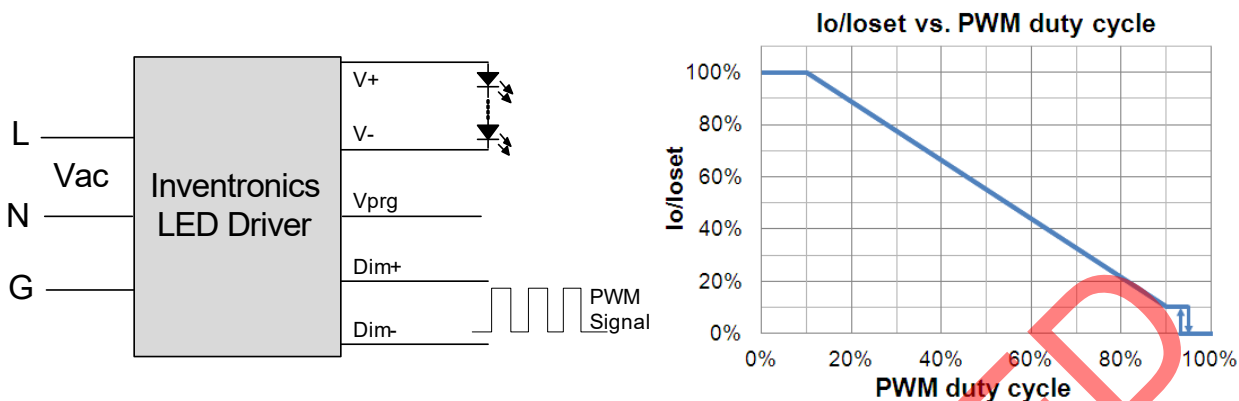 L
Vac
N
G
Inventronics
LED Driver
V+
V-
Vprg
Dim+
Dim-
PWM
Signal
Io/Ioset vs. PWM duty cycle
Io/Ioset
100%
80%
60%
40%
20%
0%
0% 20% 40% 60% 80% 100%
PWM duty cycle